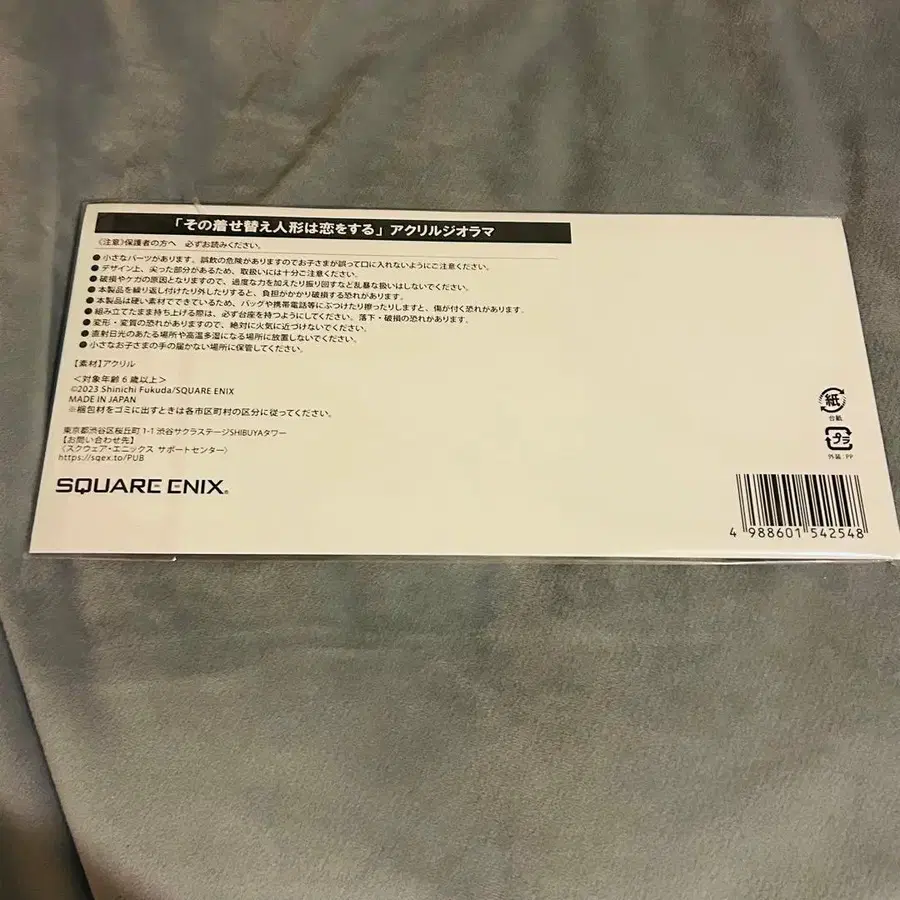 「その着せ替え人形は恋をする」アクリルジオラマ
《注意》保護者の方へ 必ずお読みください。
●小さなパーツがあります。誤飲の危険がありますのでお子さまが誤って口に入れないようにご注意ください。
●デザイン上、尖った部分があるため、取扱いには十分ご注意ください。
●破損やケガの原因となりますので、過度な力を加えたり振り回すなど乱暴な扱いはしないでください。
●本製品を繰り返し付けたり外したりすると、負担がかかり破損する恐れがあります。
●本製品は硬い素材でできているため、バッグや携帯電話等にぶつけたり擦ったりしますと、傷が付く恐れがあります。
●組み立てたまま持ち上げる際は、必ず台座を持つようにしてください。落下・破損の恐れがあります。
●変形・変質の恐れがありますので、絶対に火気に近づけないでください。
●直射日光のあたる場所や高温多湿になる場所に放置しないでください。
●小さなお子さまの手の届かない場所に保管してください。
【素材】アクリル
＜対象年齢6歳以上＞
©2023 Shinichi Fukuda/SQUARE ENIX
MADE IN JAPAN
※梱包材をゴミに出すときは各市区町村の区分に従ってください。
東京都渋谷区桜丘町1-1 渋谷サクラステージSHIBUYAタワー
【お問い合わせ先】
〈スクウェア・エニックス サポートセンター〉
https://sqex.to/PUB
SQUARE ENIX®
紙
台紙
プラ
外装:PP
4 988601 542548